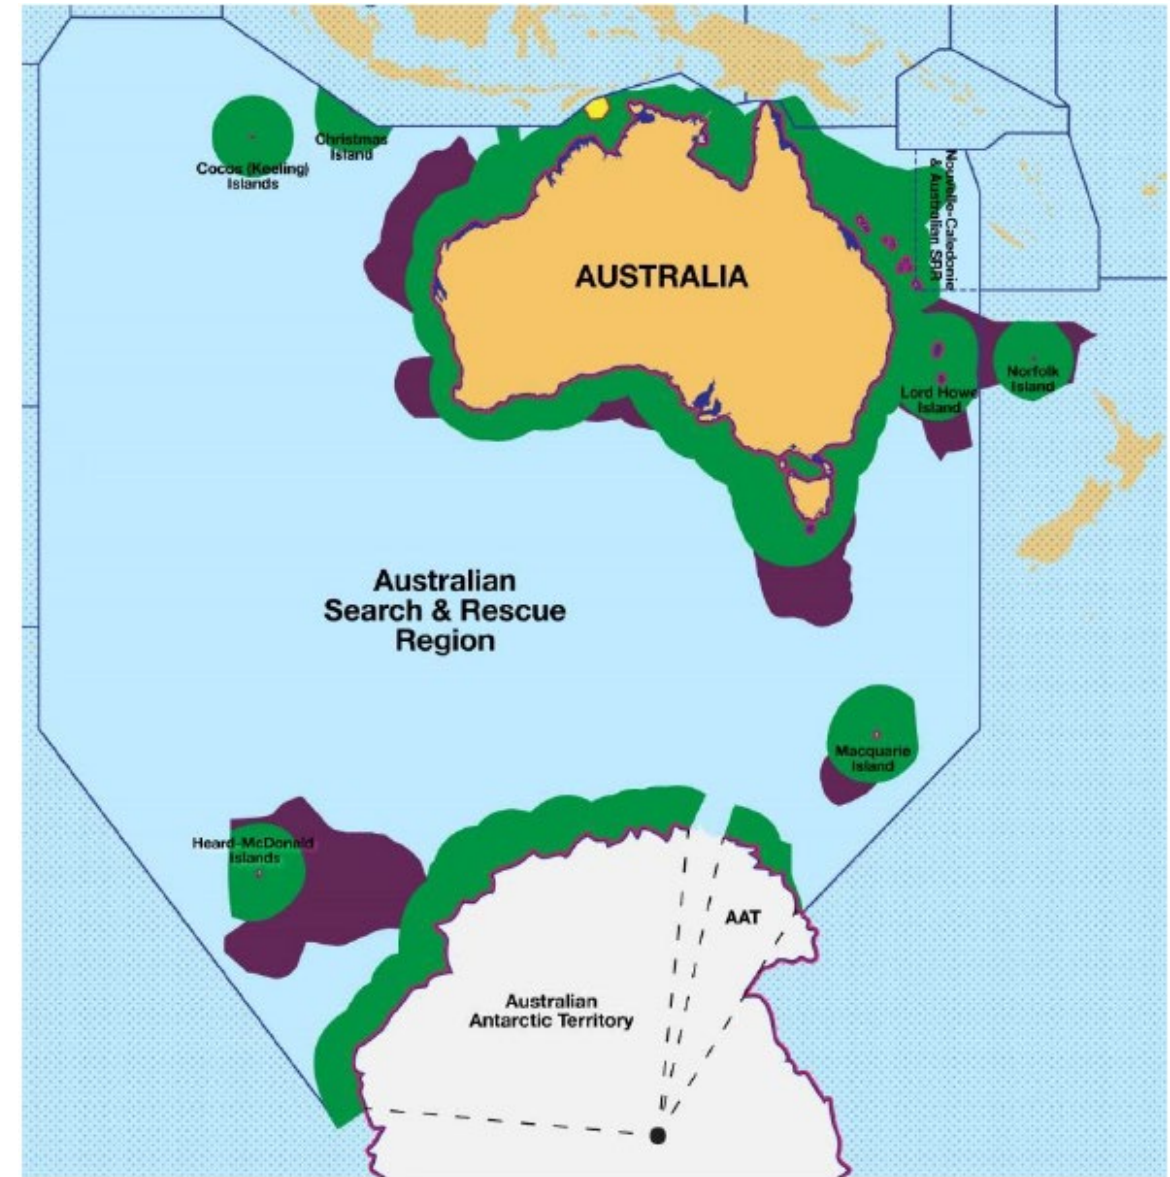 Cocos (Keeling)
Islands
Christmas
Island
Nouvelle-Caledonie
& Australian SRR
AUSTRALIA
Lord Howe
Island
Norfolk
Island
Australian
Search & Rescue
Region
Macquarie
Island
Heard-McDonald
Islands
AAT
Australian
Antarctic Territory